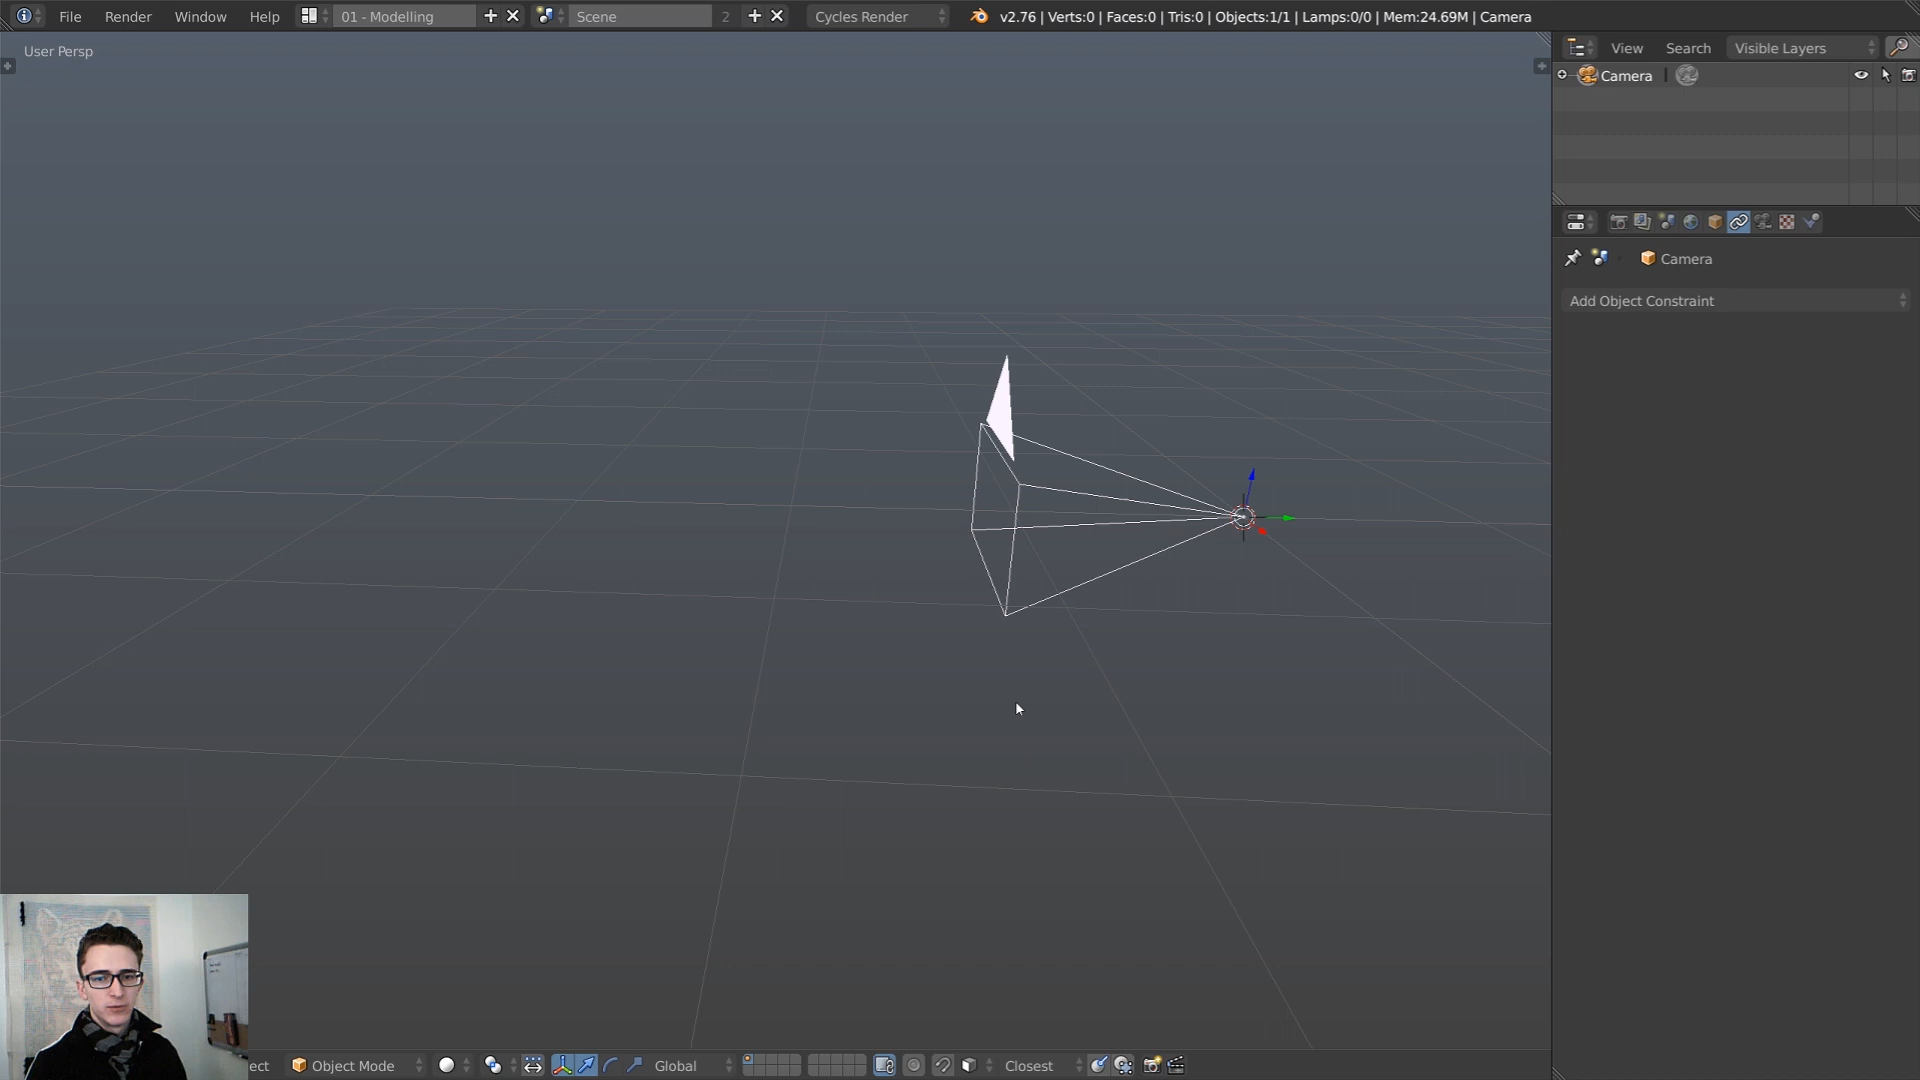 File Render Window Help 01 - Modelling Scene 2 Cycles Render v2.76 | Verts:0 | Faces:0 | Tris:0 | Objects:1/1 | Lamps:0/0 | Mem:24.69M | Camera
User Persp
View Search Visible Layers
Camera
Camera
Add Object Constraint
ect Object Mode Global Closest